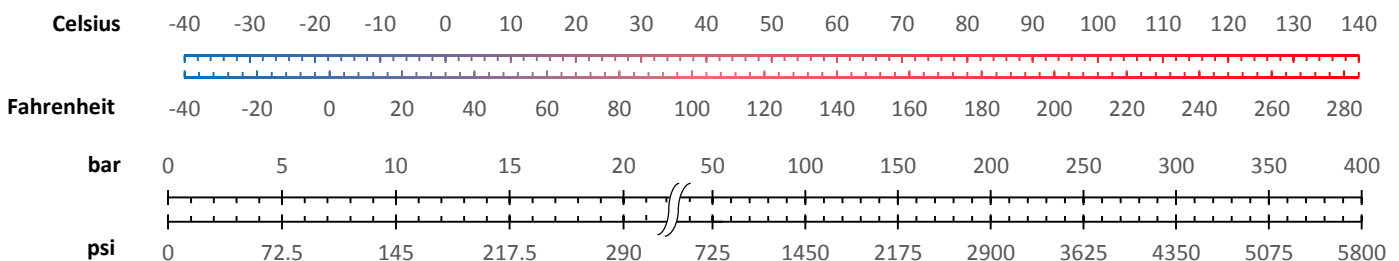 Celsius -40 -30 -20 -10 0 10 20 30 40 50 60 70 80 90 100 110 120 130 140
Fahrenheit -40 -20 0 20 40 60 80 100 120 140 160 180 200 220 240 260 280
bar 0 5 10 15 20 50 100 150 200 250 300 350 400
psi 0 72.5 145 217.5 290 725 1450 2175 2900 3625 4350 5075 5800